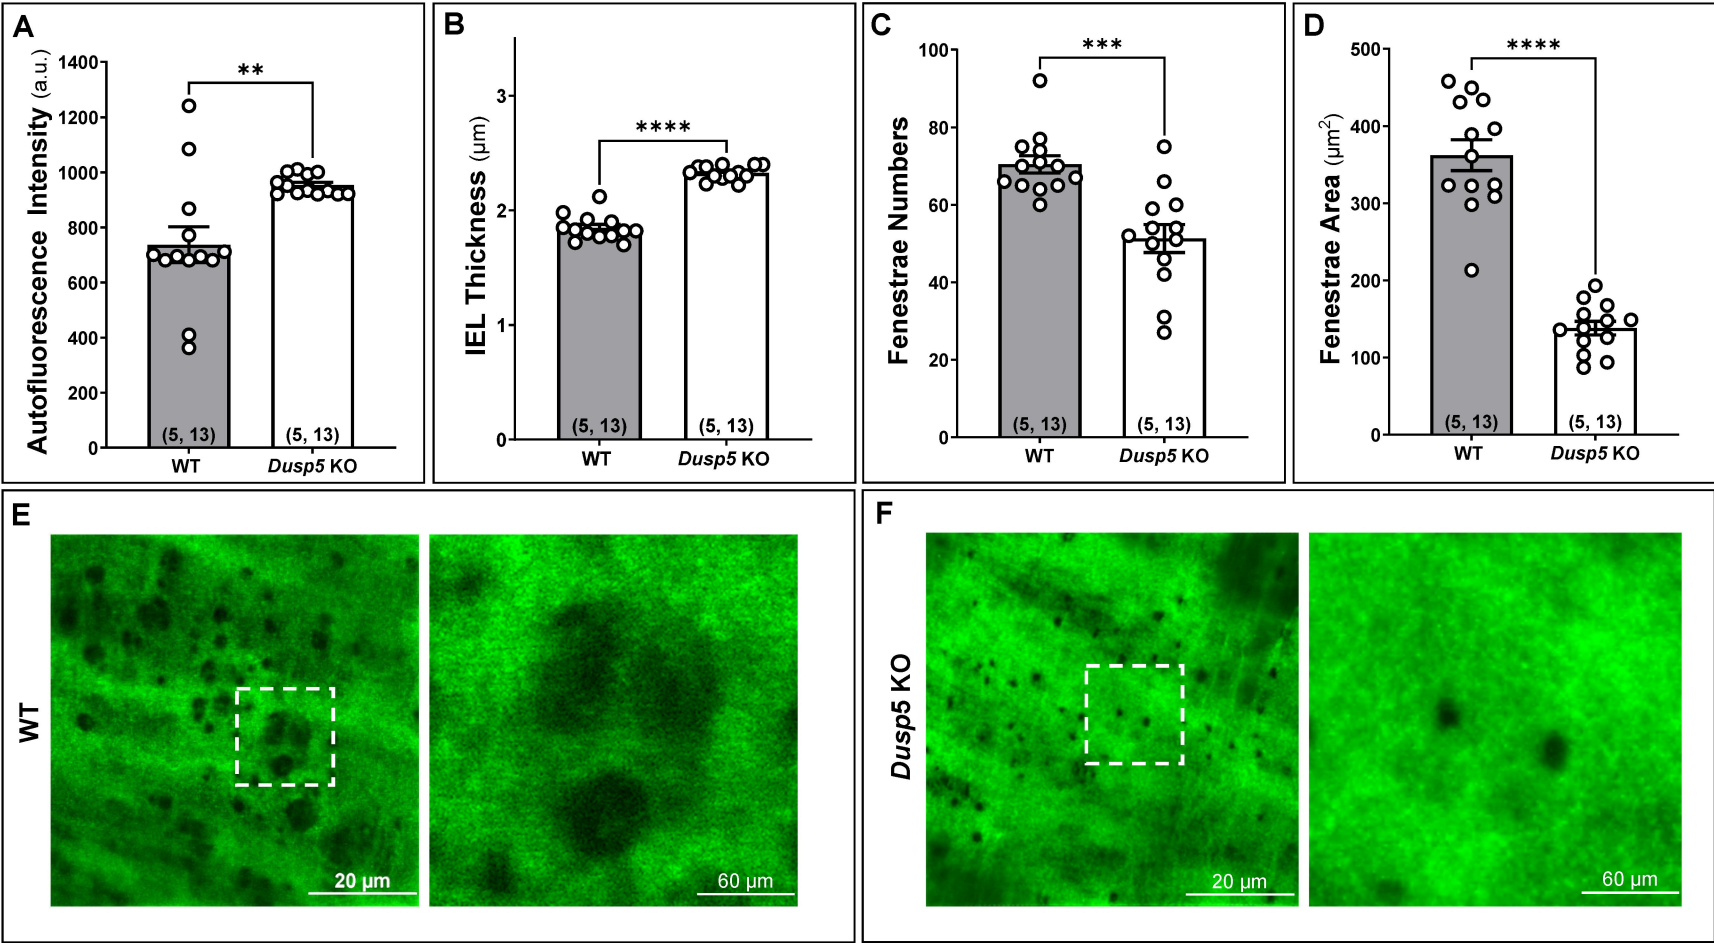 A
Autofluorescence Intensity (a.u.)
1400
1200
1000
800
600
400
200
0
**
(5, 13)
(5, 13)
WT
Dusp5 KO
B
IEL Thickness (µm)
3
2
1
0
****
(5, 13)
(5, 13)
WT
Dusp5 KO
C
Fenestrae Numbers
100
80
60
40
20
0
***
(5, 13)
(5, 13)
WT
Dusp5 KO
D
Fenestrae Area (µm²)
500
400
300
200
100
0
****
(5, 13)
(5, 13)
WT
Dusp5 KO
E
WT
20 µm
60 µm
F
Dusp5 KO
20 µm
60 µm